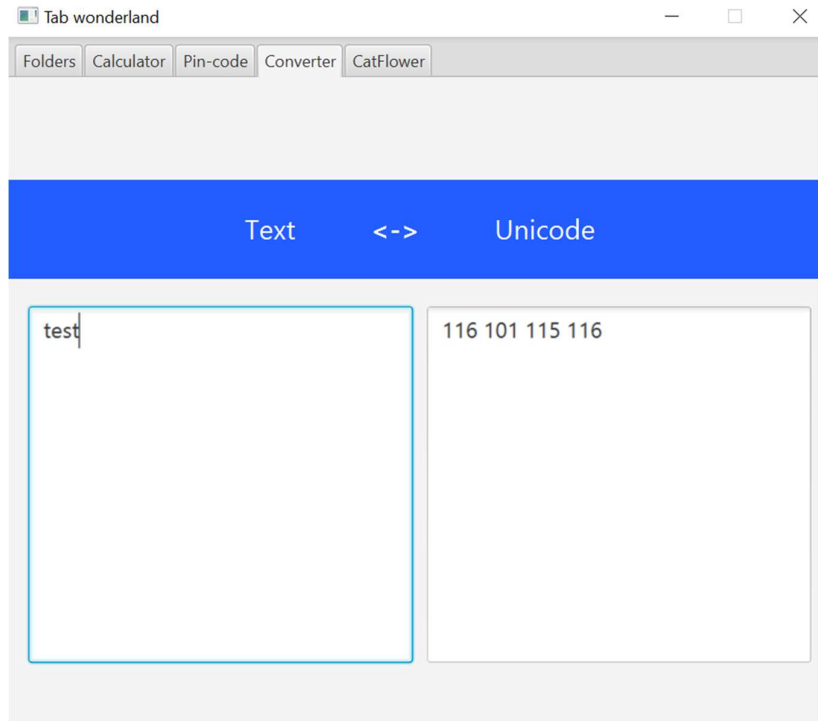 Tab wonderland
Folders Calculator Pin-code Converter CatFlower
Text <-> Unicode
test 116 101 115 116